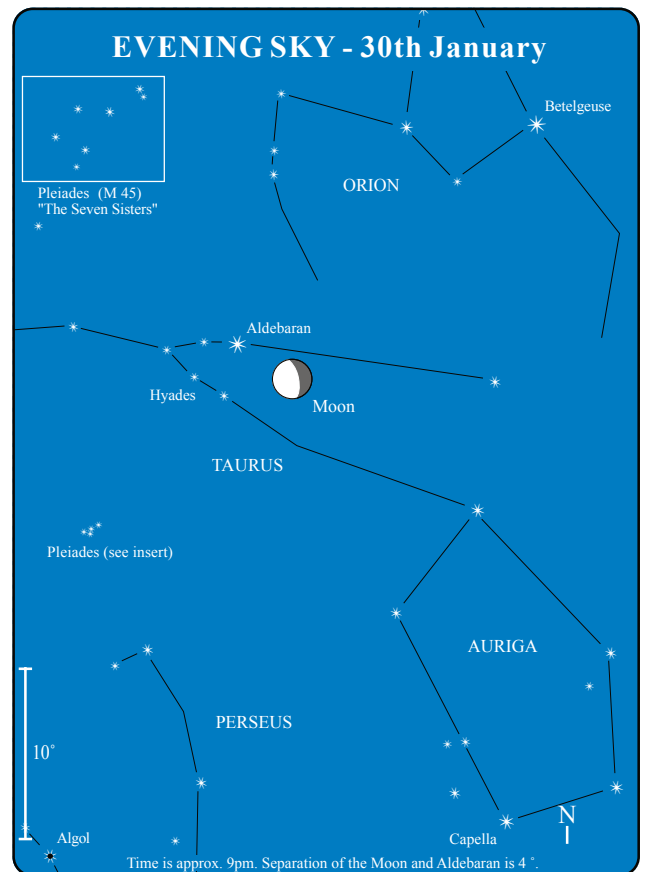 EVENING SKY - 30th January
Betelgeuse
ORION
Pleiades (M 45)
"The Seven Sisters"
Aldebaran
Hyades
Moon
TAURUS
Pleiades (see insert)
AURIGA
PERSEUS
10°
N
Algol
Capella
Time is approx. 9pm. Separation of the Moon and Aldebaran is 4 °.